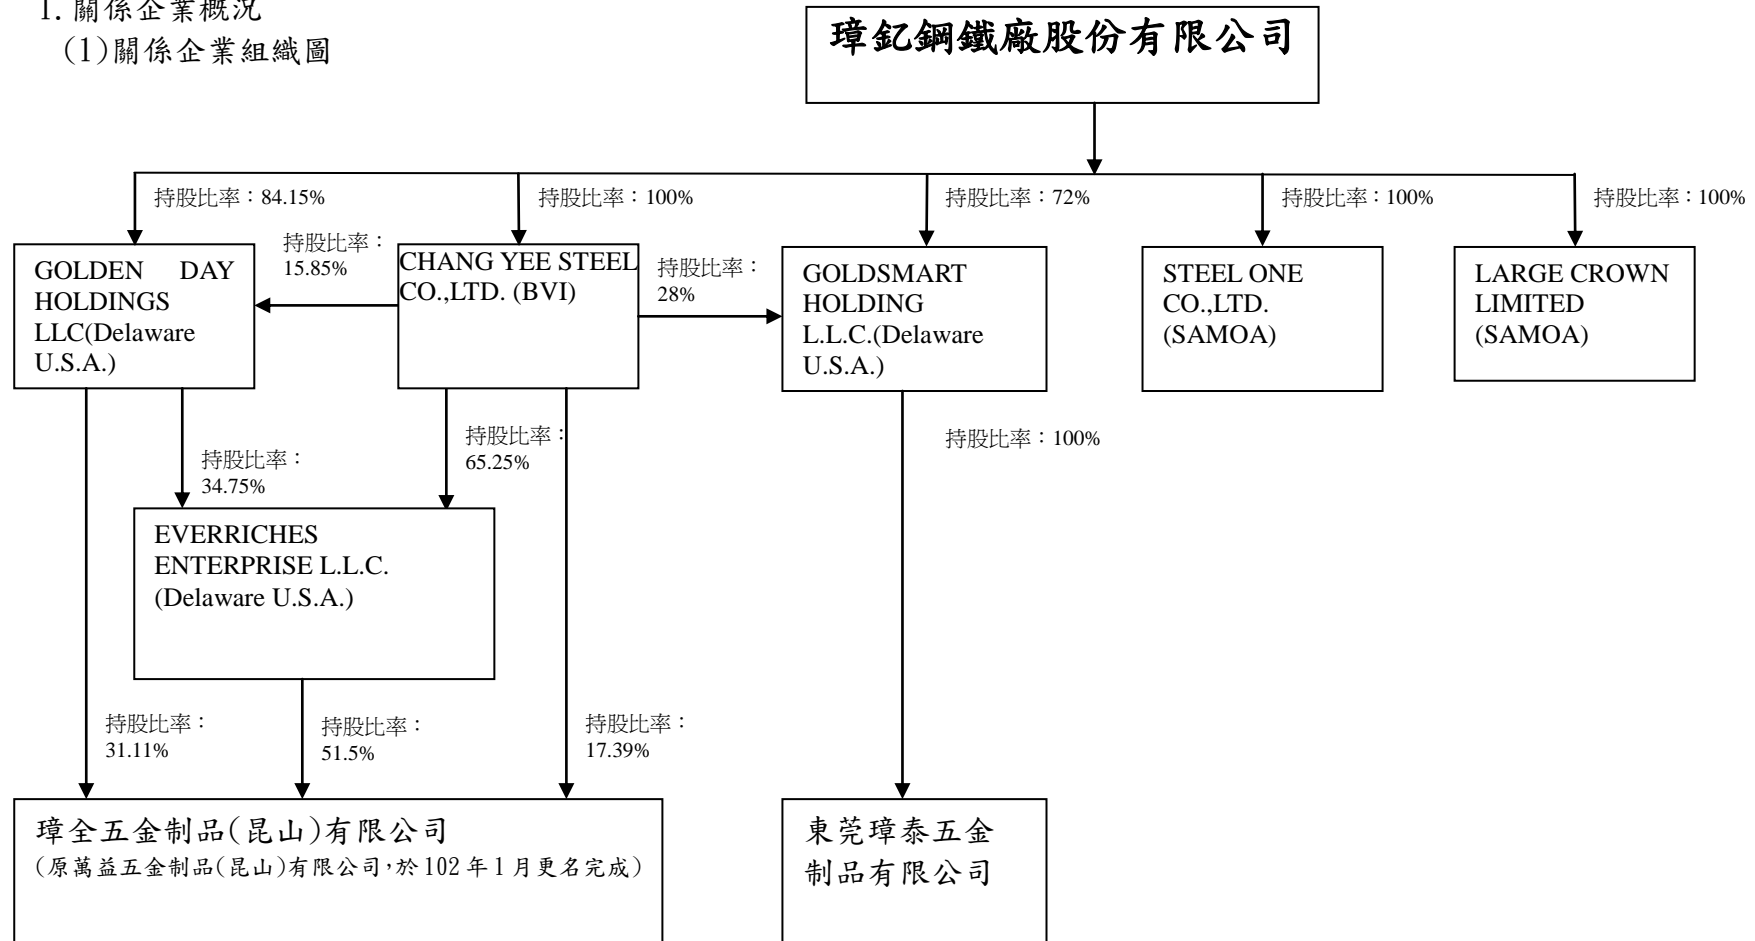 1.關係企業概況
(1)關係企業組織圖
璋釔鋼鐵廠股份有限公司
持股比率：84.15%
持股比率：100%
持股比率：72%
持股比率：100%
持股比率：100%
GOLDEN DAY
HOLDINGS
LLC(Delaware
U.S.A.)
持股比率：
15.85%
CHANG YEE STEEL
CO.,LTD. (BVI)
持股比率：
28%
GOLDSMART
HOLDING
L.L.C.(Delaware
U.S.A.)
STEEL ONE
CO.,LTD.
(SAMOA)
LARGE CROWN
LIMITED
(SAMOA)
持股比率：
34.75%
持股比率：
65.25%
持股比率：100%
EVERRICHES
ENTERPRISE L.L.C.
(Delaware U.S.A.)
持股比率：
31.11%
持股比率：
51.5%
持股比率：
17.39%
璋全五金制品(昆山)有限公司
(原萬益五金制品(昆山)有限公司，於102年1月更名完成)
東莞璋泰五金
制品有限公司